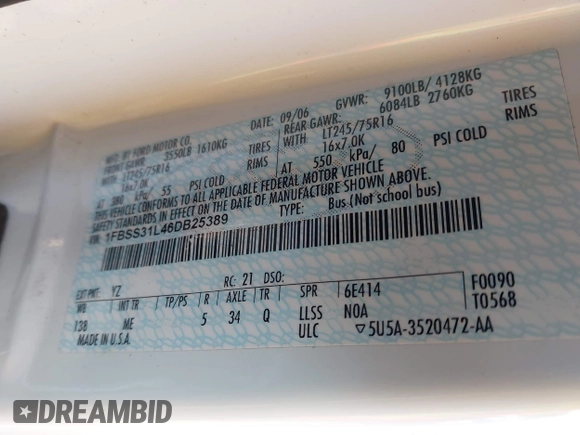 MFD. BY FORD MOTOR CO.
DATE: 09/06 GVWR: 9100LB/ 4128KG
FRONT GAWR: 3550LB 1610KG
REAR GAWR: 6084LB 2760KG
WITH LT245/75R16 TIRES
WITH LT245/75R16 TIRES
16x7.0K RIMS
16x7.0K RIMS
AT 380 kPa/ 55 PSI COLD
AT 550 kPa/ 80 PSI COLD
THIS VEHICLE CONFORMS TO ALL APPLICABLE FEDERAL MOTOR VEHICLE
SAFETY STANDARDS IN EFFECT ON THE DATE OF MANUFACTURE SHOWN ABOVE.
VIN: 1FBSS31L46DB25389
TYPE: Bus (Not school bus)
EXT PNT: YZ RC: 21 DSO:
WB INT TR TP/PS R AXLE TR SPR 6E414 F0090
138 ME 5 34 Q LLSS NOA T0568
MADE IN U.S.A. ULC ▽5U5A-3520472-AA
DREAMBID